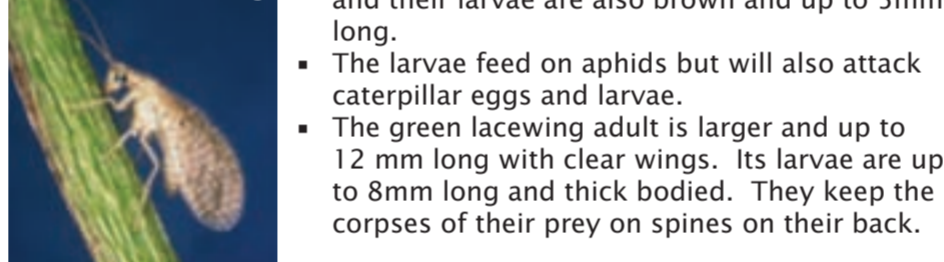 and their larvae are also brown and up to 5mm
long.
▪ The larvae feed on aphids but will also attack
caterpillar eggs and larvae.
▪ The green lacewing adult is larger and up to
12 mm long with clear wings. Its larvae are up
to 8mm long and thick bodied. They keep the
corpses of their prey on spines on their back.